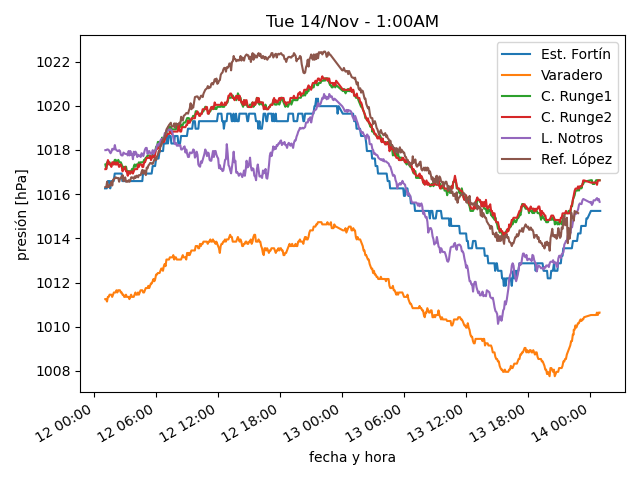 Tue 14/Nov - 1:00AM
presión [hPa]
1022
1020
1018
1016
1014
1012
1010
1008
Est. Fortín
Varadero
C. Runge1
C. Runge2
L. Notros
Ref. López
12 00:00
12 06:00
12 12:00
12 18:00
13 00:00
13 06:00
13 12:00
13 18:00
14 00:00
fecha y hora